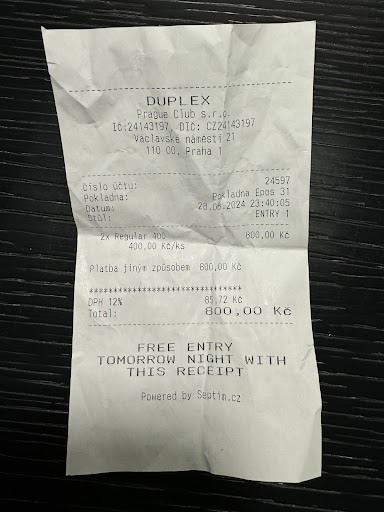 DUPLEX
Prague Club s.r.o.
IC:24143197, DIC: CZ24143197
Václavské náměstí 21
110 00, Praha 1
Číslo účtu: 24597
Pokladna: Pokladna Epos 31
Datum: 28.06.2024 23:40:05
Stůl: ENTRY 1
2x Regular 400 800,00 Kč
400,00 Kč/ks
Platba jiným způsobem 800,00 Kč
********************************
DPH 12% 85,72 Kč
Total: 800,00 Kč
FREE ENTRY
TOMORROW NIGHT WITH
THIS RECEIPT
Powered by Septim.cz